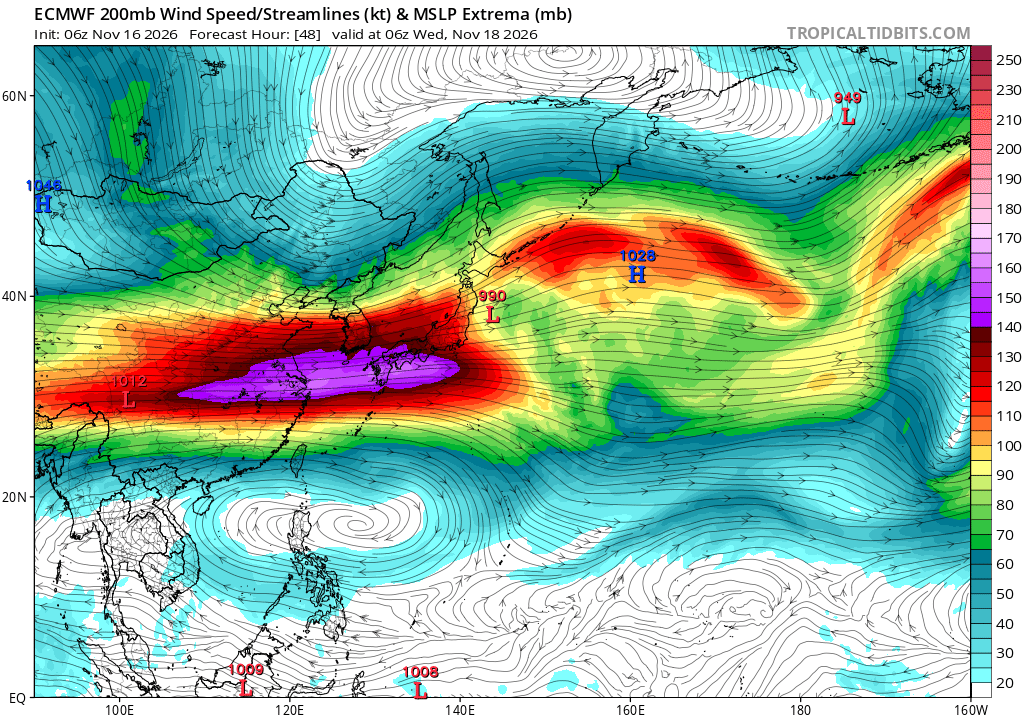 ECMWF 200mb Wind Speed/Streamlines (kt) & MSLP Extrema (mb)
Init: 06z Nov 16 2026 Forecast Hour: [48] valid at 06z Wed, Nov 18 2026
TROPICALTIDBITS.COM
250
230
210
200
190
180
170
160
150
140
130
120
110
100
90
80
70
60
50
40
30
20
60N
40N
20N
EQ
949
L
1046
H
1028
H
990
L
1012
L
1009
L
1008
L
100E
120E
140E
160E
180
160W